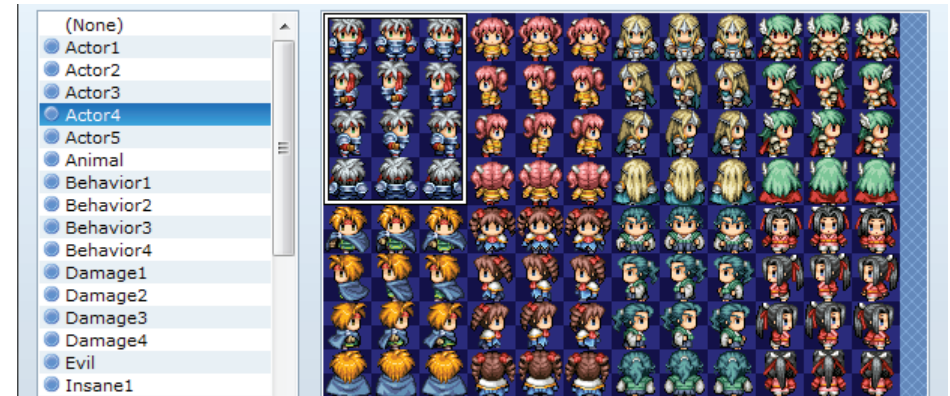 (None)
Actor1
Actor2
Actor3
Actor4
Actor5
Animal
Behavior1
Behavior2
Behavior3
Behavior4
Damage1
Damage2
Damage3
Damage4
Evil
Insane1